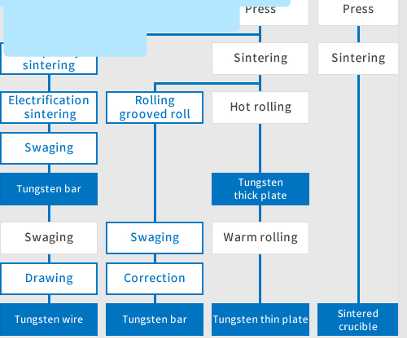 Press
Press
sintering
Sintering
Sintering
Electrification
sintering
Rolling
grooved roll
Hot rolling
Swaging
Tungsten bar
Tungsten
thick plate
Swaging
Swaging
Warm rolling
Drawing
Correction
Tungsten wire
Tungsten bar
Tungsten thin plate
Sintered
crucible